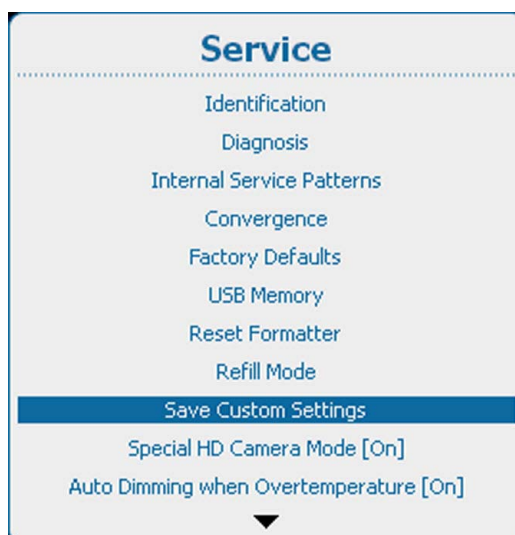 Service
Identification
Diagnosis
Internal Service Patterns
Convergence
Factory Defaults
USB Memory
Reset Formatter
Refill Mode
Save Custom Settings
Special HD Camera Mode [On]
Auto Dimming when Overtemperature [On]